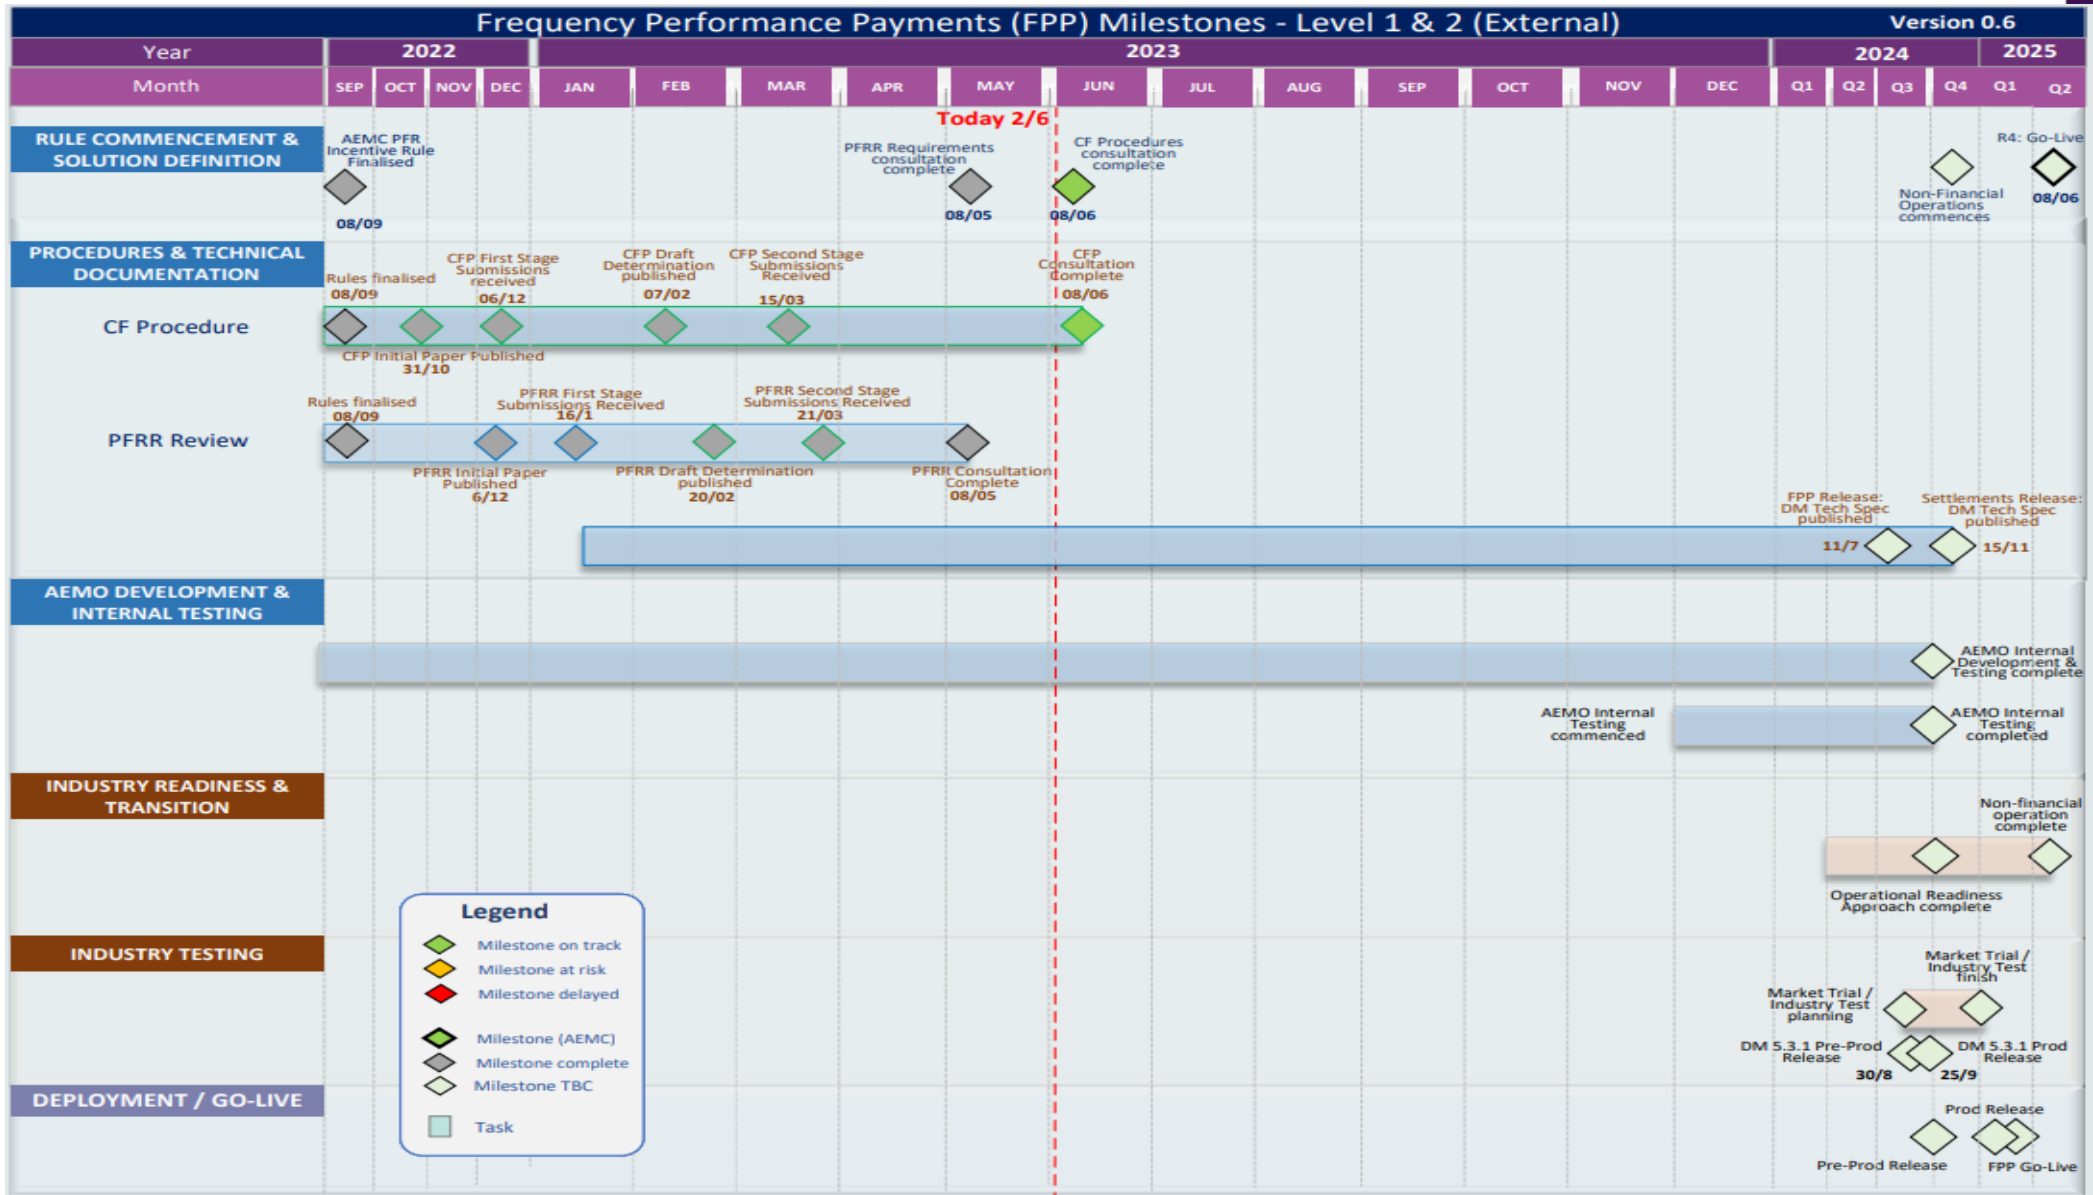 Frequency Performance Payments (FPP) Milestones - Level 1 & 2 (External)
Version 0.6
Year
2022
2023
2024
2025
Month
SEP
OCT
NOV
DEC
JAN
FEB
MAR
APR
MAY
JUN
JUL
AUG
SEP
OCT
NOV
DEC
Q1
Q2
Q3
Q4
Q1
Q2
Today 2/6
RULE COMMENCEMENT &
SOLUTION DEFINITION
AEMC PFR
Incentive Rule
Finalised
08/09
PFRR Requirements
consultation
complete
08/05
CF Procedures
consultation
complete
08/06
Non-Financial
Operations
commences
R4: Go-Live
08/06
PROCEDURES & TECHNICAL
DOCUMENTATION
CF Procedure
Rules finalised
08/09
CFP Initial Paper Published
31/10
CFP First Stage
Submissions
received
06/12
CFP Draft
Determination
published
07/02
CFP Second Stage
Submissions
Received
15/03
CFP
Consultation
Complete
08/06
PFRR Review
Rules finalised
08/09
PFRR Initial Paper
Published
6/12
PFRR First Stage
Submissions Received
16/1
PFRR Draft Determination
published
20/02
PFRR Second Stage
Submissions Received
21/03
PFRR Consultation
Complete
08/05
FPP Release:
DM Tech Spec
published
11/7
Settlements Release:
DM Tech Spec
published
15/11
AEMO DEVELOPMENT &
INTERNAL TESTING
AEMO Internal
Development &
Testing complete
AEMO Internal
Testing
commenced
AEMO Internal
Testing
completed
INDUSTRY READINESS &
TRANSITION
Non-financial
operation
complete
Operational Readiness
Approach complete
INDUSTRY TESTING
Market Trial /
Industry Test
finish
Market Trial /
Industry Test
planning
DM 5.3.1 Pre-Prod
Release
30/8
DM 5.3.1 Prod
Release
25/9
DEPLOYMENT / GO-LIVE
Prod Release
Pre-Prod Release
FPP Go-Live
Legend
Milestone on track
Milestone at risk
Milestone delayed
Milestone (AEMC)
Milestone complete
Milestone TBC
Task